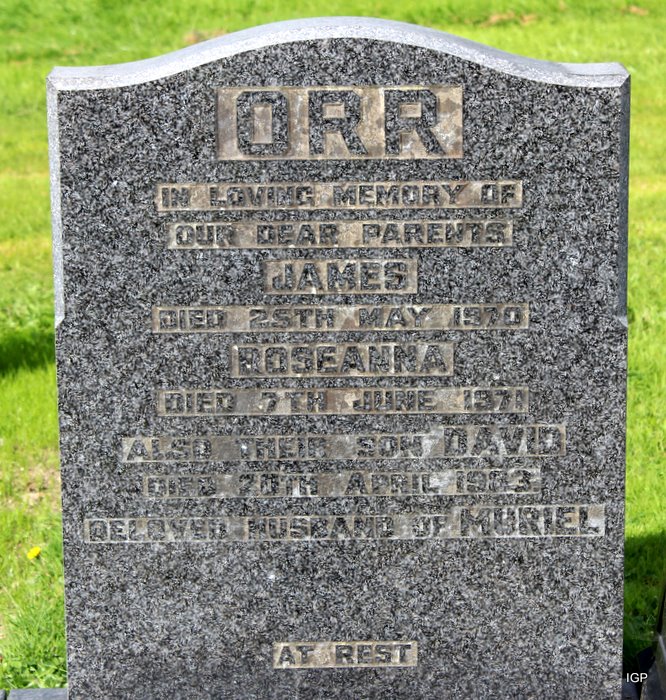 ORR
IN LOVING MEMORY OF
OUR DEAR PARENTS
JAMES
DIED 25TH MAY 1970
ROSEANNA
DIED 7TH JUNE 1971
ALSO THEIR SON DAVID
DIED 20TH APRIL
BELOVED HUSBAND OF MURIEL
AT REST
IGP